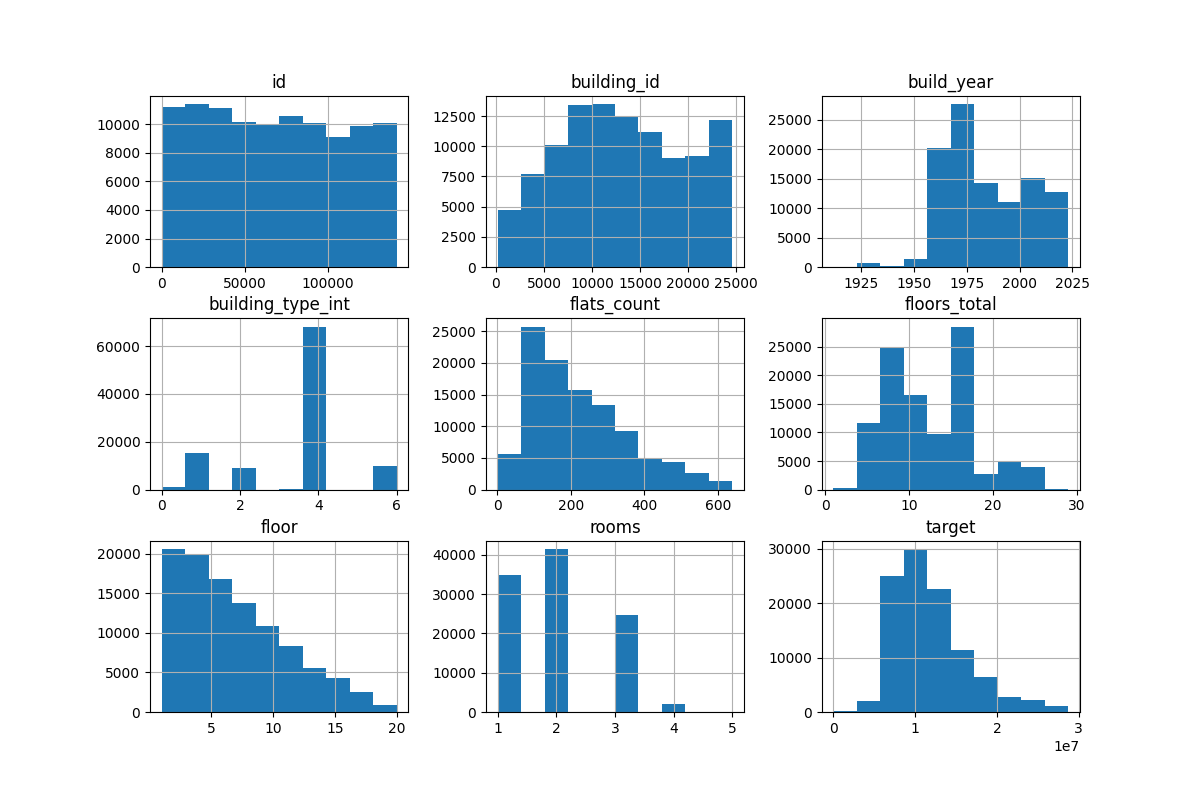 id
10000
8000
6000
4000
2000
0
0 50000 100000
building_id
12500
10000
7500
5000
2500
0
0 5000 10000 15000 20000 25000
build_year
25000
20000
15000
10000
5000
0
1925 1950 1975 2000 2025
building_type_int
60000
40000
20000
0
0 2 4 6
flats_count
25000
20000
15000
10000
5000
0
0 200 400 600
floors_total
25000
20000
15000
10000
5000
0
0 10 20 30
floor
20000
15000
10000
5000
0
5 10 15 20
rooms
40000
30000
20000
10000
0
1 2 3 4 5
target
30000
20000
10000
0
0 1 2 3
1e7